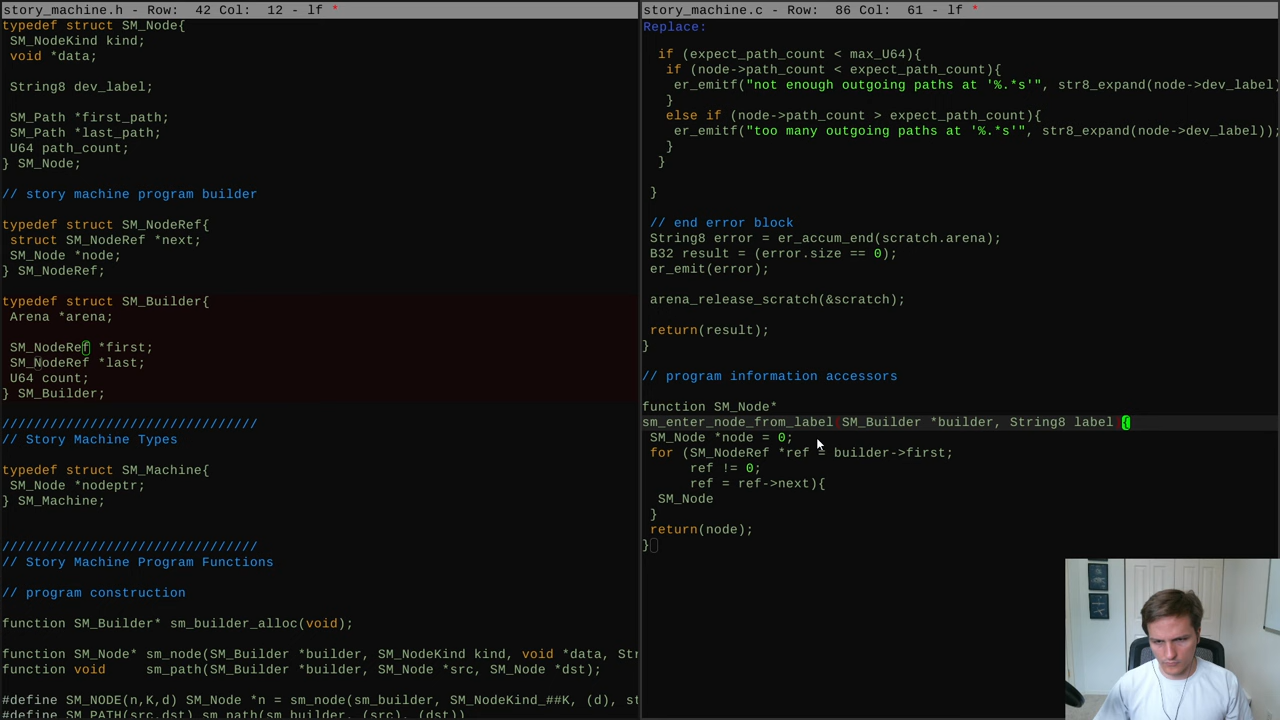 story_machine.h - Row: 42 Col: 12 - lf *
typedef struct SM_Node{
SM_NodeKind kind;
void *data;
String8 dev_label;
SM_Path *first_path;
SM_Path *last_path;
U64 path_count;
} SM_Node;
// story machine program builder
typedef struct SM_NodeRef{
struct SM_NodeRef *next;
SM_Node *node;
} SM_NodeRef;
typedef struct SM_Builder{
Arena *arena;
SM_NodeRef *first;
SM_NodeRef *last;
U64 count;
} SM_Builder;
////////////////////////////////
// Story Machine Types
typedef struct SM_Machine{
SM_Node *nodeptr;
} SM_Machine;
////////////////////////////////
// Story Machine Program Functions
// program construction
function SM_Builder* sm_builder_alloc(void);
function SM_Node* sm_node(SM_Builder *builder, SM_NodeKind kind, void *data, Str
function void sm_path(SM_Builder *builder, SM_Node *src, SM_Node *dst);
#define SM_NODE(n,K,d) SM_Node *n = sm_node(sm_builder, SM_NodeKind_##K, (d), st
#define SM_PATH(src,dst) sm_path(sm_builder, (src), (dst))
story_machine.c - Row: 86 Col: 61 - lf *
Replace:
if (expect_path_count < max_U64){
if (node->path_count < expect_path_count){
er_emitf("not enough outgoing paths at '%.*s'", str8_expand(node->dev_label)
}
else if (node->path_count > expect_path_count){
er_emitf("too many outgoing paths at '%.*s'", str8_expand(node->dev_label));
}
}
}
// end error block
String8 error = er_accum_end(scratch.arena);
B32 result = (error.size == 0);
er_emit(error);
arena_release_scratch(&scratch);
return(result);
}
// program information accessors
function SM_Node*
sm_enter_node_from_label(SM_Builder *builder, String8 label){
SM_Node *node = 0;
for (SM_NodeRef *ref = builder->first;
ref != 0;
ref = ref->next){
SM_Node
}
return(node);
}